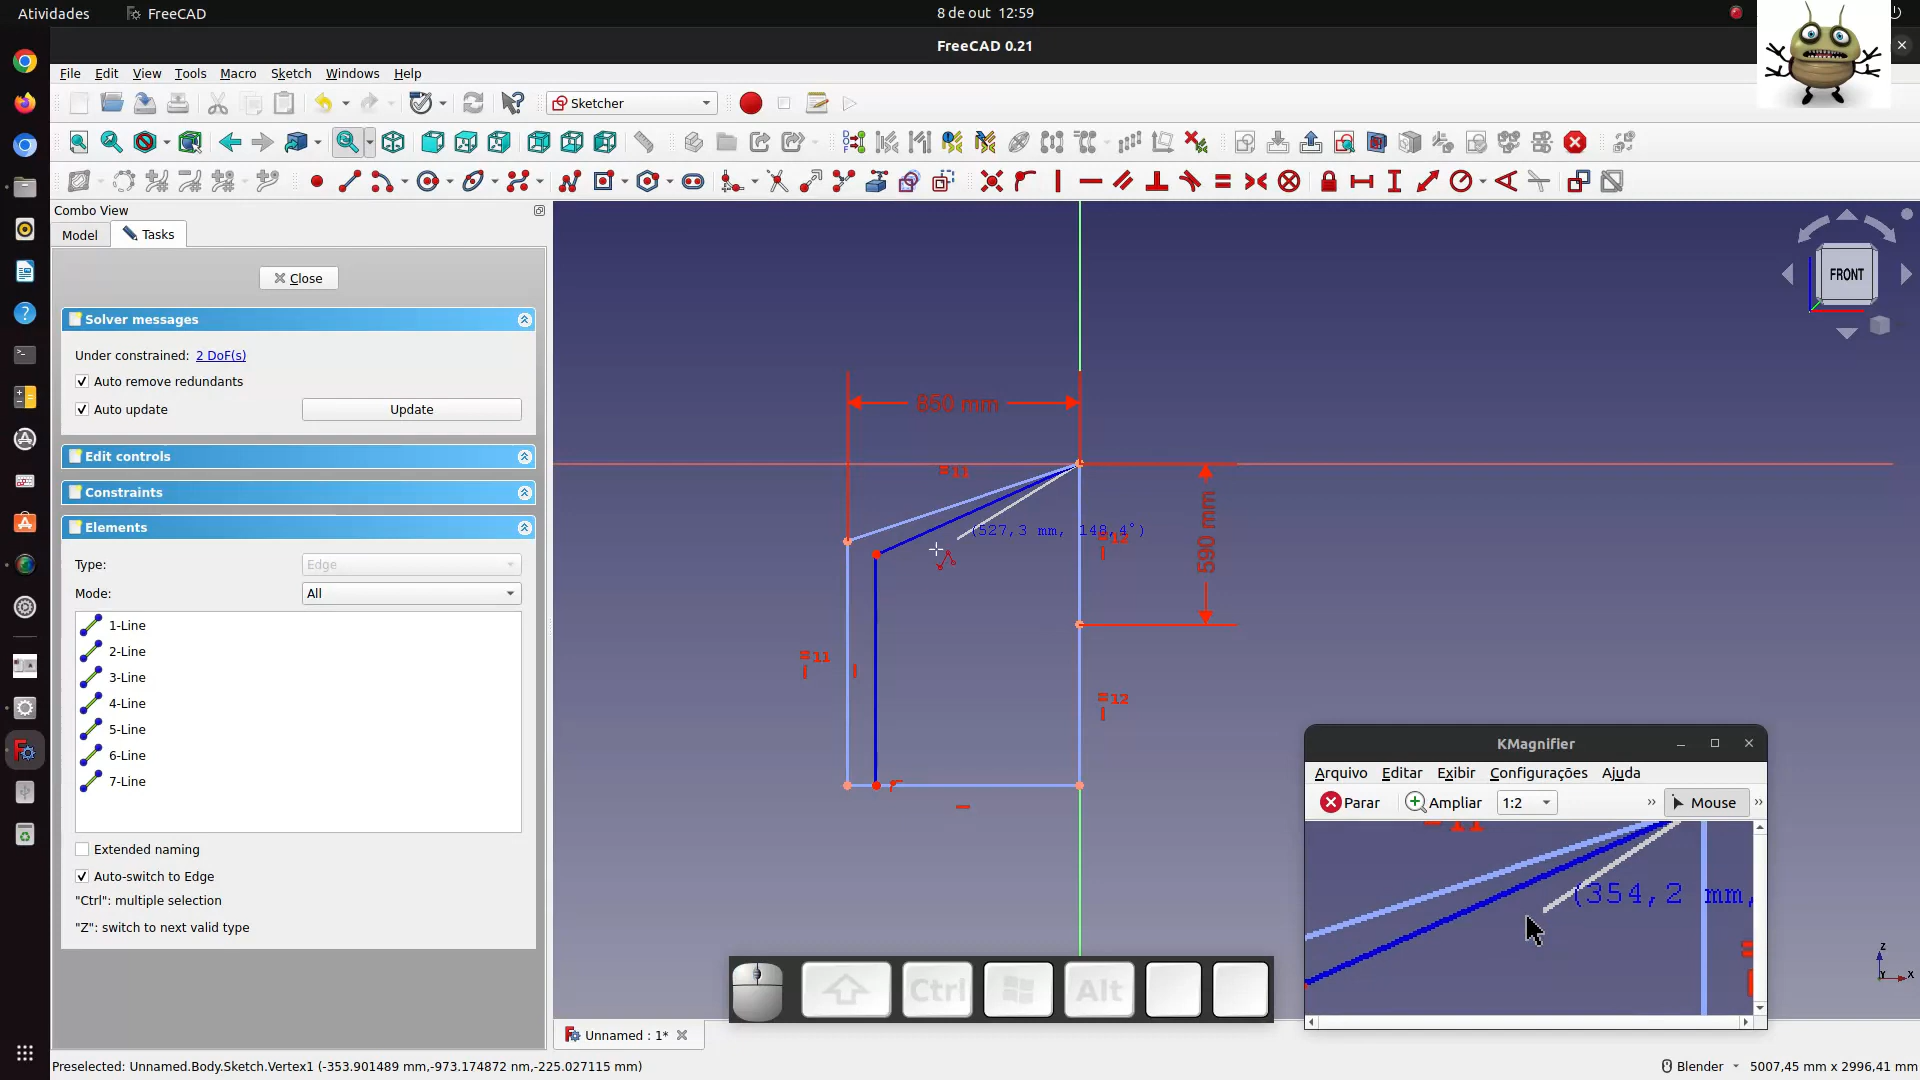 Atividades
FreeCAD
8 de out 12:59
FreeCAD 0.21
File Edit View Tools Macro Sketch Windows Help
Sketcher
Combo View
Model
Tasks
Close
Solver messages
Under constrained: 2 DoF(s)
Auto remove redundants
Auto update
Update
Edit controls
Constraints
Elements
Type:
Edge
Mode:
All
1-Line
2-Line
3-Line
4-Line
5-Line
6-Line
7-Line
Extended naming
Auto-switch to Edge
"Ctrl": multiple selection
"Z": switch to next valid type
850 mm
=11
(527,3 mm, 148,4°)
=12
590 mm
=11
=12
FRONT
Z
Y
X
KMagnifier
Arquivo Editar Exibir Configurações Ajuda
Parar
Ampliar
1:2
Mouse
(354,2 mm,
Ctrl
Alt
Unnamed : 1*
Preselected: Unnamed.Body.Sketch.Vertex1 (-353.901489 mm,-973.174872 nm,-225.027115 mm)
Blender
5007,45 mm x 2996,41 mm